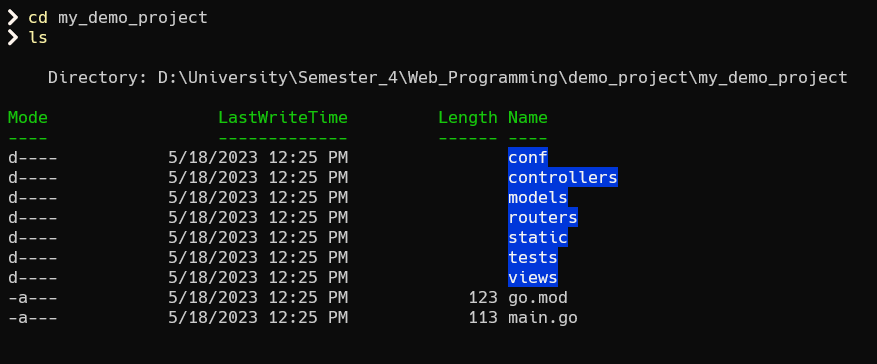 ❯ cd my_demo_project
❯ ls
Directory: D:\University\Semester_4\Web_Programming\demo_project\my_demo_project
Mode LastWriteTime Length Name
---- ------------- ------ ----
d---- 5/18/2023 12:25 PM conf
d---- 5/18/2023 12:25 PM controllers
d---- 5/18/2023 12:25 PM models
d---- 5/18/2023 12:25 PM routers
d---- 5/18/2023 12:25 PM static
d---- 5/18/2023 12:25 PM tests
d---- 5/18/2023 12:25 PM views
-a--- 5/18/2023 12:25 PM 123 go.mod
-a--- 5/18/2023 12:25 PM 113 main.go